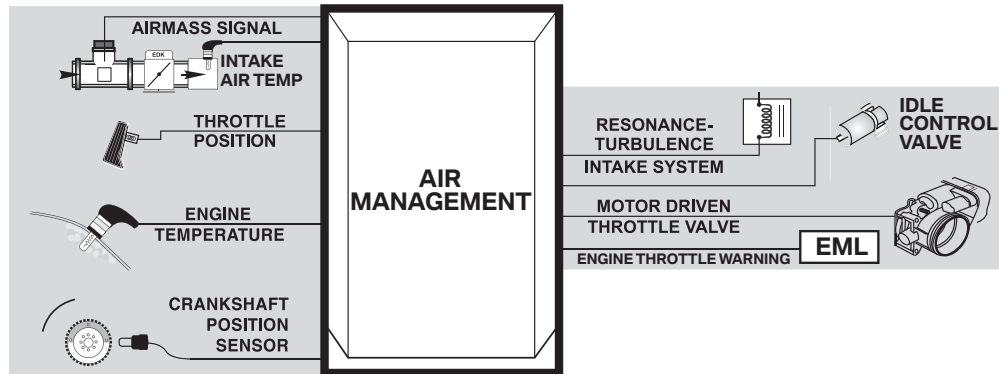 AIRMASS SIGNAL
EDK
INTAKE
AIR TEMP
THROTTLE
POSITION
ENGINE
TEMPERATURE
CRANKSHAFT
POSITION
SENSOR
AIR
MANAGEMENT
RESONANCE-
TURBULENCE
INTAKE SYSTEM
IDLE
CONTROL
VALVE
MOTOR DRIVEN
THROTTLE VALVE
ENGINE THROTTLE WARNING
EML